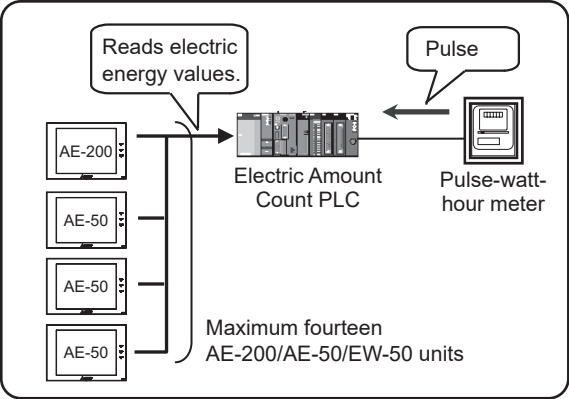 Reads electric
energy values.
Pulse
AE-200
AE-50
AE-50
AE-50
Electric Amount
Count PLC
Pulse-watt-
hour meter
Maximum fourteen
AE-200/AE-50/EW-50 units